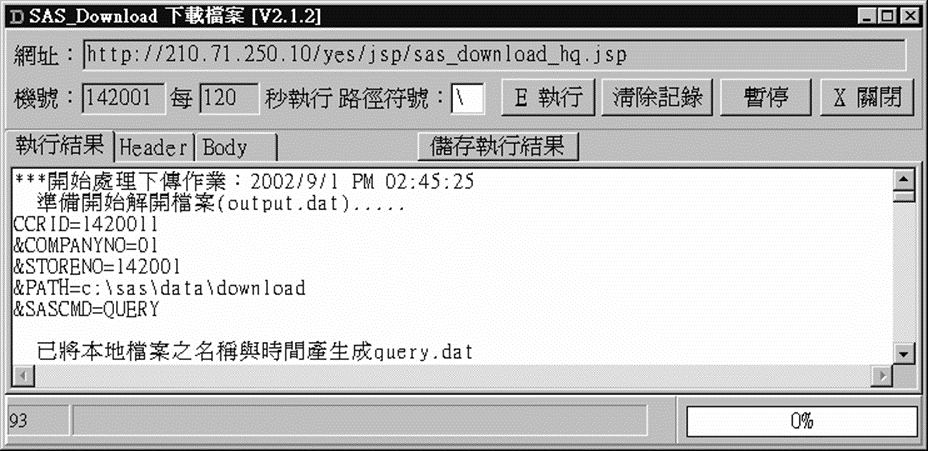 SAS_Download 下載檔案 [V2.1.2]
網址：http://210.71.250.10/yes/jsp/sas_download_hq.jsp
機號：142001 每 120 秒執行 路徑符號：\ E 執行 清除記錄 暫停 X 關閉
執行結果 Header Body 儲存執行結果
***開始處理下傳作業：2002/9/1 PM 02:45:25
準備開始解開檔案(output.dat).....
CCRID=1420011
&COMPANYNO=01
&STORENO=142001
&PATH=c:\sas\data\download
&SASCMD=QUERY
已將本地檔案之名稱與時間產生成query.dat
93 0%